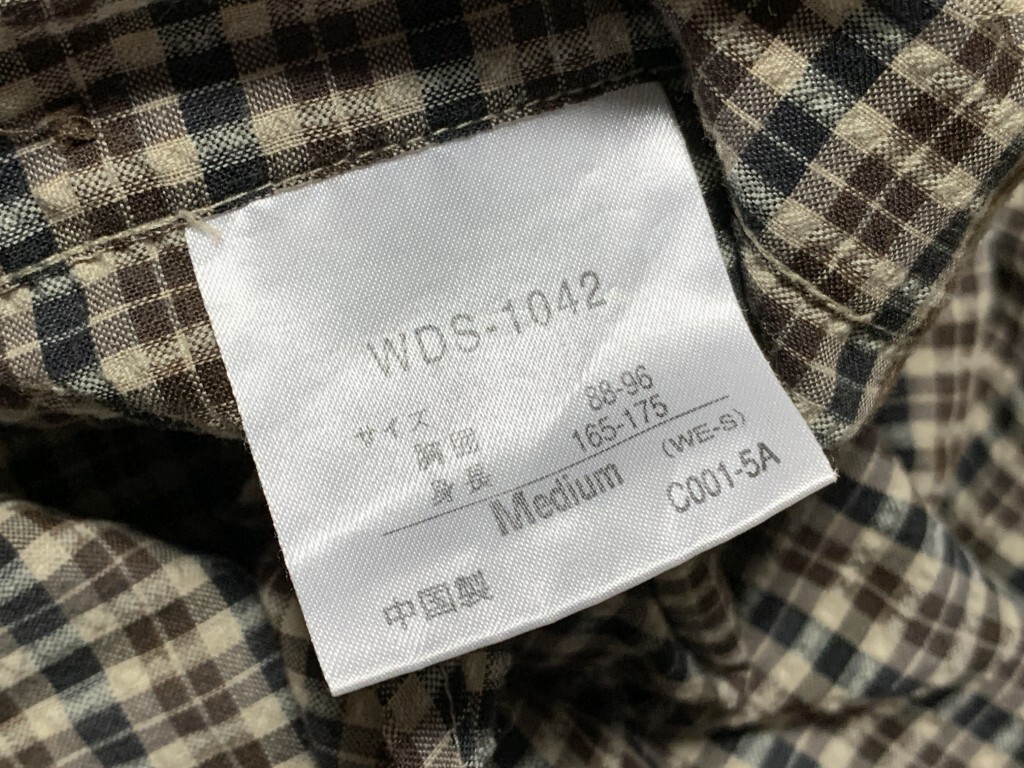 WDS-1042
サイズ
胸囲 88-96
身長 165-175
Medium (WE-S)
C001-5A
中国製